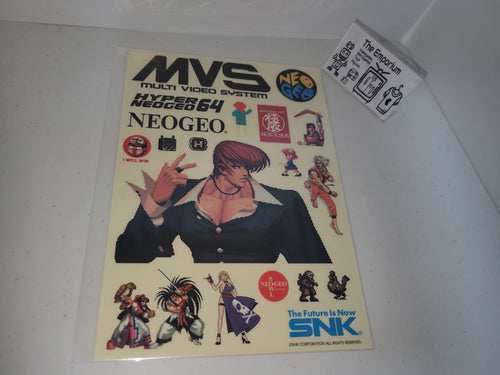 MVS
MULTI VIDEO SYSTEM
NEO
GEO
HYPER
NEOGEO 64
NEOGEO®
I WILL WIN
B
NEOGEO
W
L
The Future Is Now
SNK®
©SNK CORPORATION ALL RIGHTS RESERVED.
The Emporium